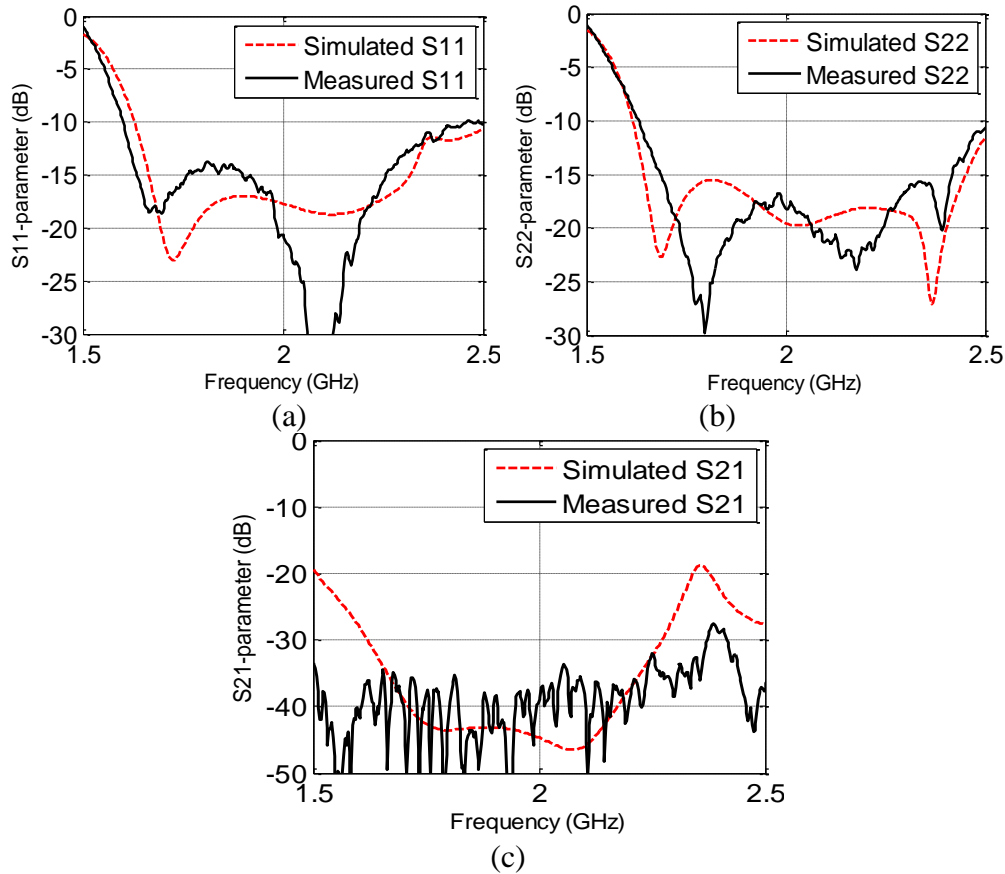 0
-5
-10
-15
-20
-25
-30
1.5
2
2.5
S11-parameter (dB)
Frequency (GHz)
Simulated S11
Measured S11
(a)
0
-5
-10
-15
-20
-25
-30
1.5
2
2.5
S22-parameter (dB)
Frequency (GHz)
Simulated S22
Measured S22
(b)
0
-10
-20
-30
-40
-50
1.5
2
2.5
S21-parameter (dB)
Frequency (GHz)
Simulated S21
Measured S21
(c)